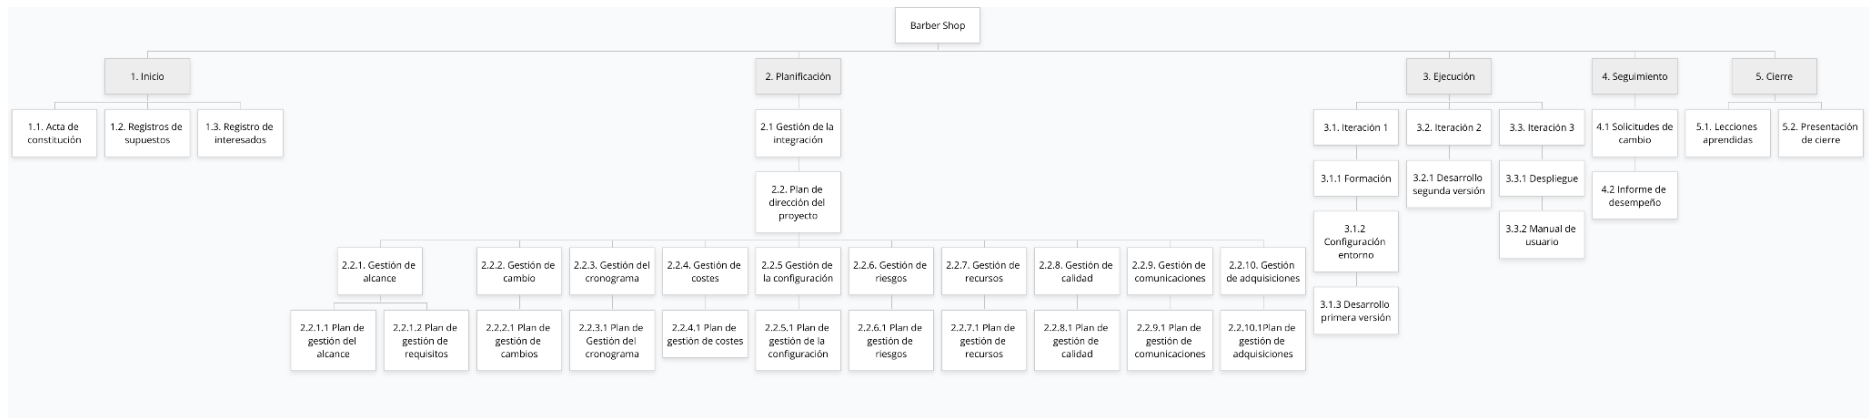 Barber Shop
1. Inicio
2. Planificación
3. Ejecución
4. Seguimiento
5. Cierre
1.1. Acta de
constitución
1.2. Registros de
supuestos
1.3. Registro de
interesados
2.1 Gestión de la
integración
3.1. Iteración 1
3.2. Iteración 2
3.3. Iteración 3
4.1 Solicitudes de
cambio
5.1. Lecciones
aprendidas
5.2. Presentación
de cierre
2.2. Plan de
dirección del
proyecto
3.1.1 Formación
3.2.1 Desarrollo
segunda versión
3.3.1 Despliegue
4.2 Informe de
desempeño
3.1.2
Configuración
entorno
3.3.2 Manual de
usuario
2.2.1. Gestión de
alcance
2.2.2. Gestión de
cambio
2.2.3. Gestión del
cronograma
2.2.4. Gestión de
costes
2.2.5 Gestión de
la configuración
2.2.6. Gestión de
riesgos
2.2.7. Gestión de
recursos
2.2.8. Gestión de
calidad
2.2.9. Gestión de
comunicaciones
2.2.10. Gestión
de adquisiciones
3.1.3 Desarrollo
primera versión
2.2.1.1 Plan de
gestión del
alcance
2.2.1.2 Plan de
gestión de
requisitos
2.2.2.1 Plan de
gestión de
cambios
2.2.3.1 Plan de
Gestión del
cronograma
2.2.4.1 Plan de
gestión de costes
2.2.5.1 Plan de
gestión de la
configuración
2.2.6.1 Plan de
gestión de
riesgos
2.2.7.1 Plan de
gestión de
recursos
2.2.8.1 Plan de
gestión de
calidad
2.2.9.1 Plan de
gestión de
comunicaciones
2.2.10.1Plan de
gestión de
adquisiciones